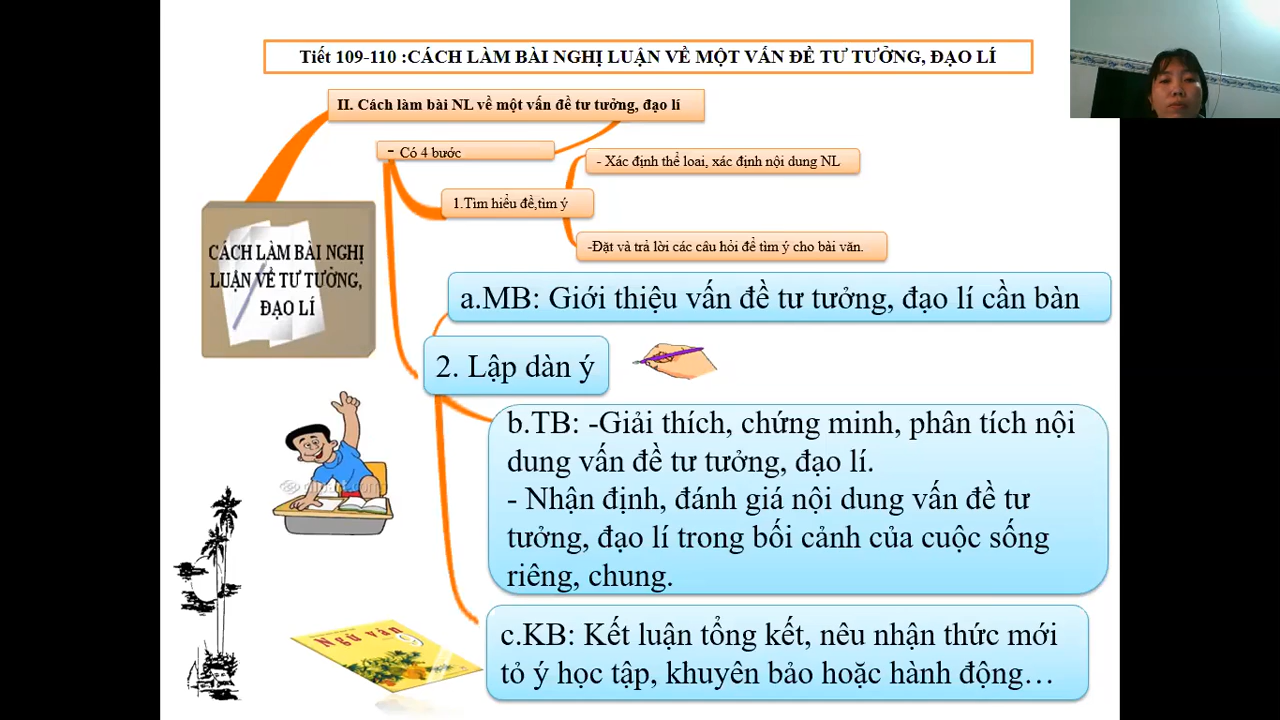 Tiết 109-110 :CÁCH LÀM BÀI NGHỊ LUẬN VỀ MỘT VẤN ĐỀ TƯ TƯỞNG, ĐẠO LÍ
II. Cách làm bài NL về một vấn đề tư tưởng, đạo lí
- Có 4 bước
- Xác định thể loai, xác định nội dung NL
1.Tìm hiểu đề,tìm ý
-Đặt và trả lời các câu hỏi để tìm ý cho bài văn.
CÁCH LÀM BÀI NGHỊ
LUẬN VỀ TƯ TƯỞNG,
ĐẠO LÍ
a.MB: Giới thiệu vấn đề tư tưởng, đạo lí cần bàn
2. Lập dàn ý
b.TB: -Giải thích, chứng minh, phân tích nội
dung vấn đề tư tưởng, đạo lí.
- Nhận định, đánh giá nội dung vấn đề tư
tưởng, đạo lí trong bối cảnh của cuộc sống
riêng, chung.
c.KB: Kết luận tổng kết, nêu nhận thức mới
tỏ ý học tập, khuyên bảo hoặc hành động…
Ngữ văn 9